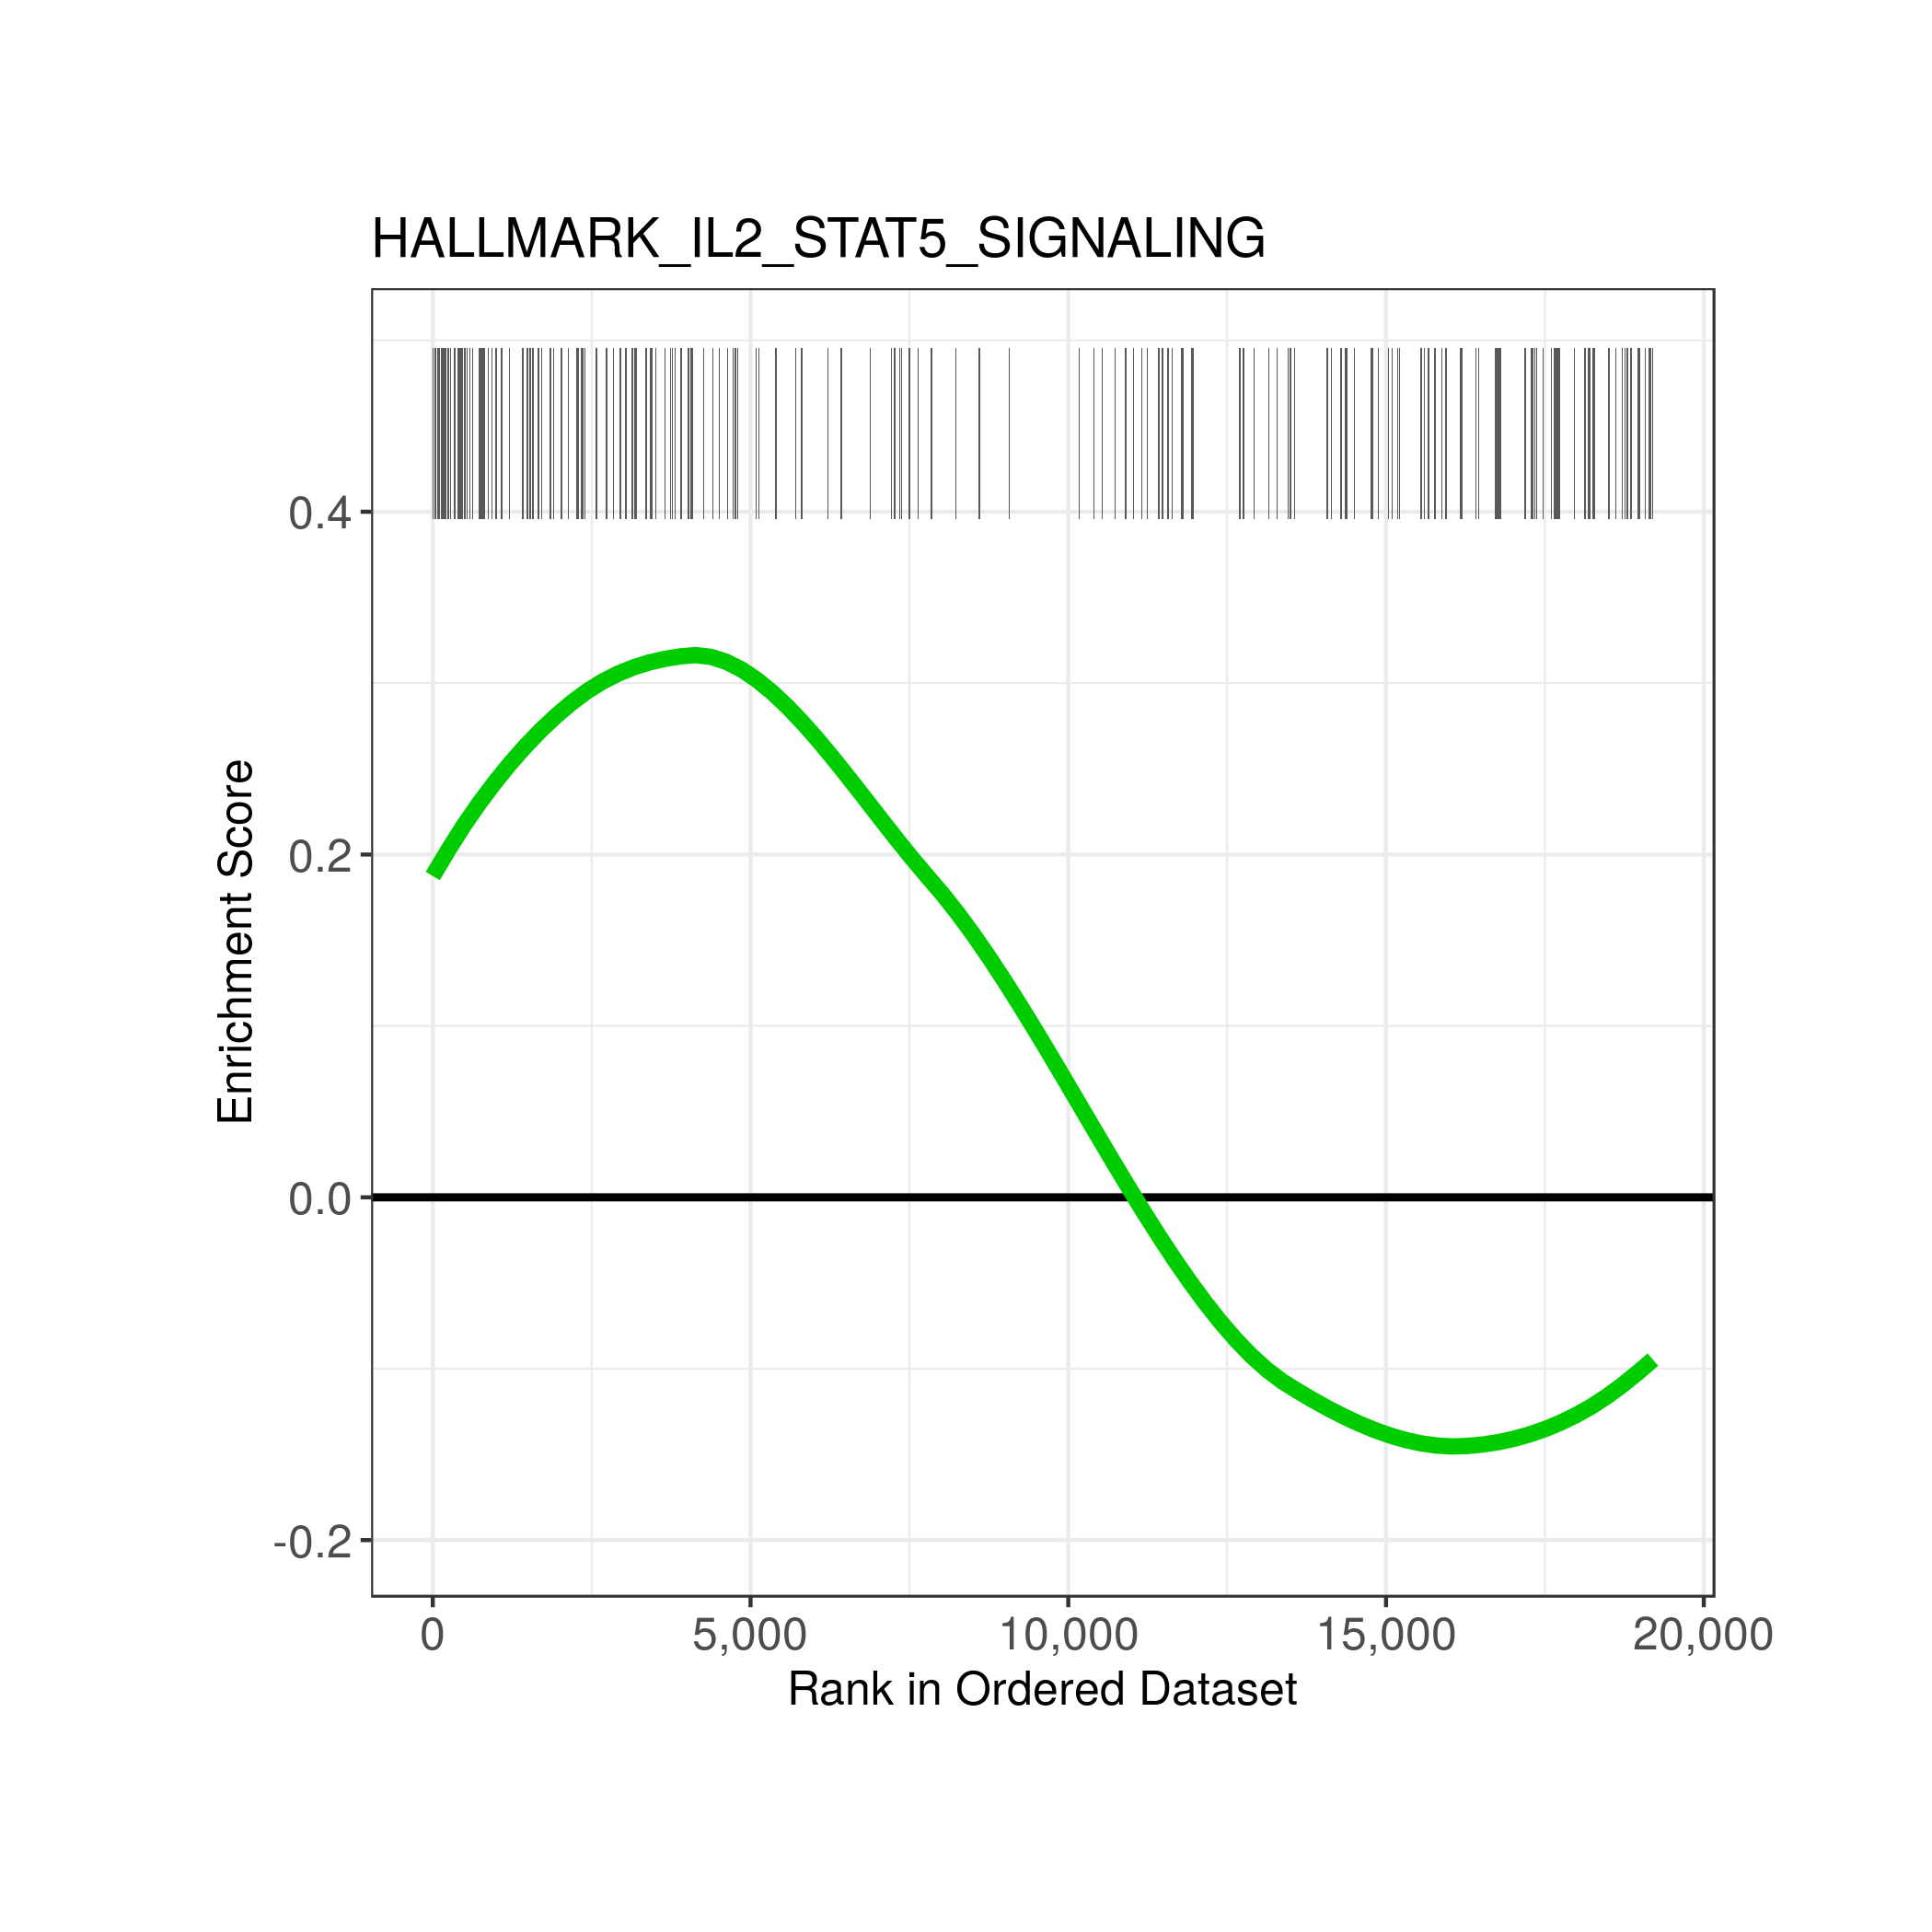 HALLMARK_IL2_STAT5_SIGNALING
Enrichment Score
0.4
0.2
0.0
-0.2
0 5,000 10,000 15,000 20,000
Rank in Ordered Dataset